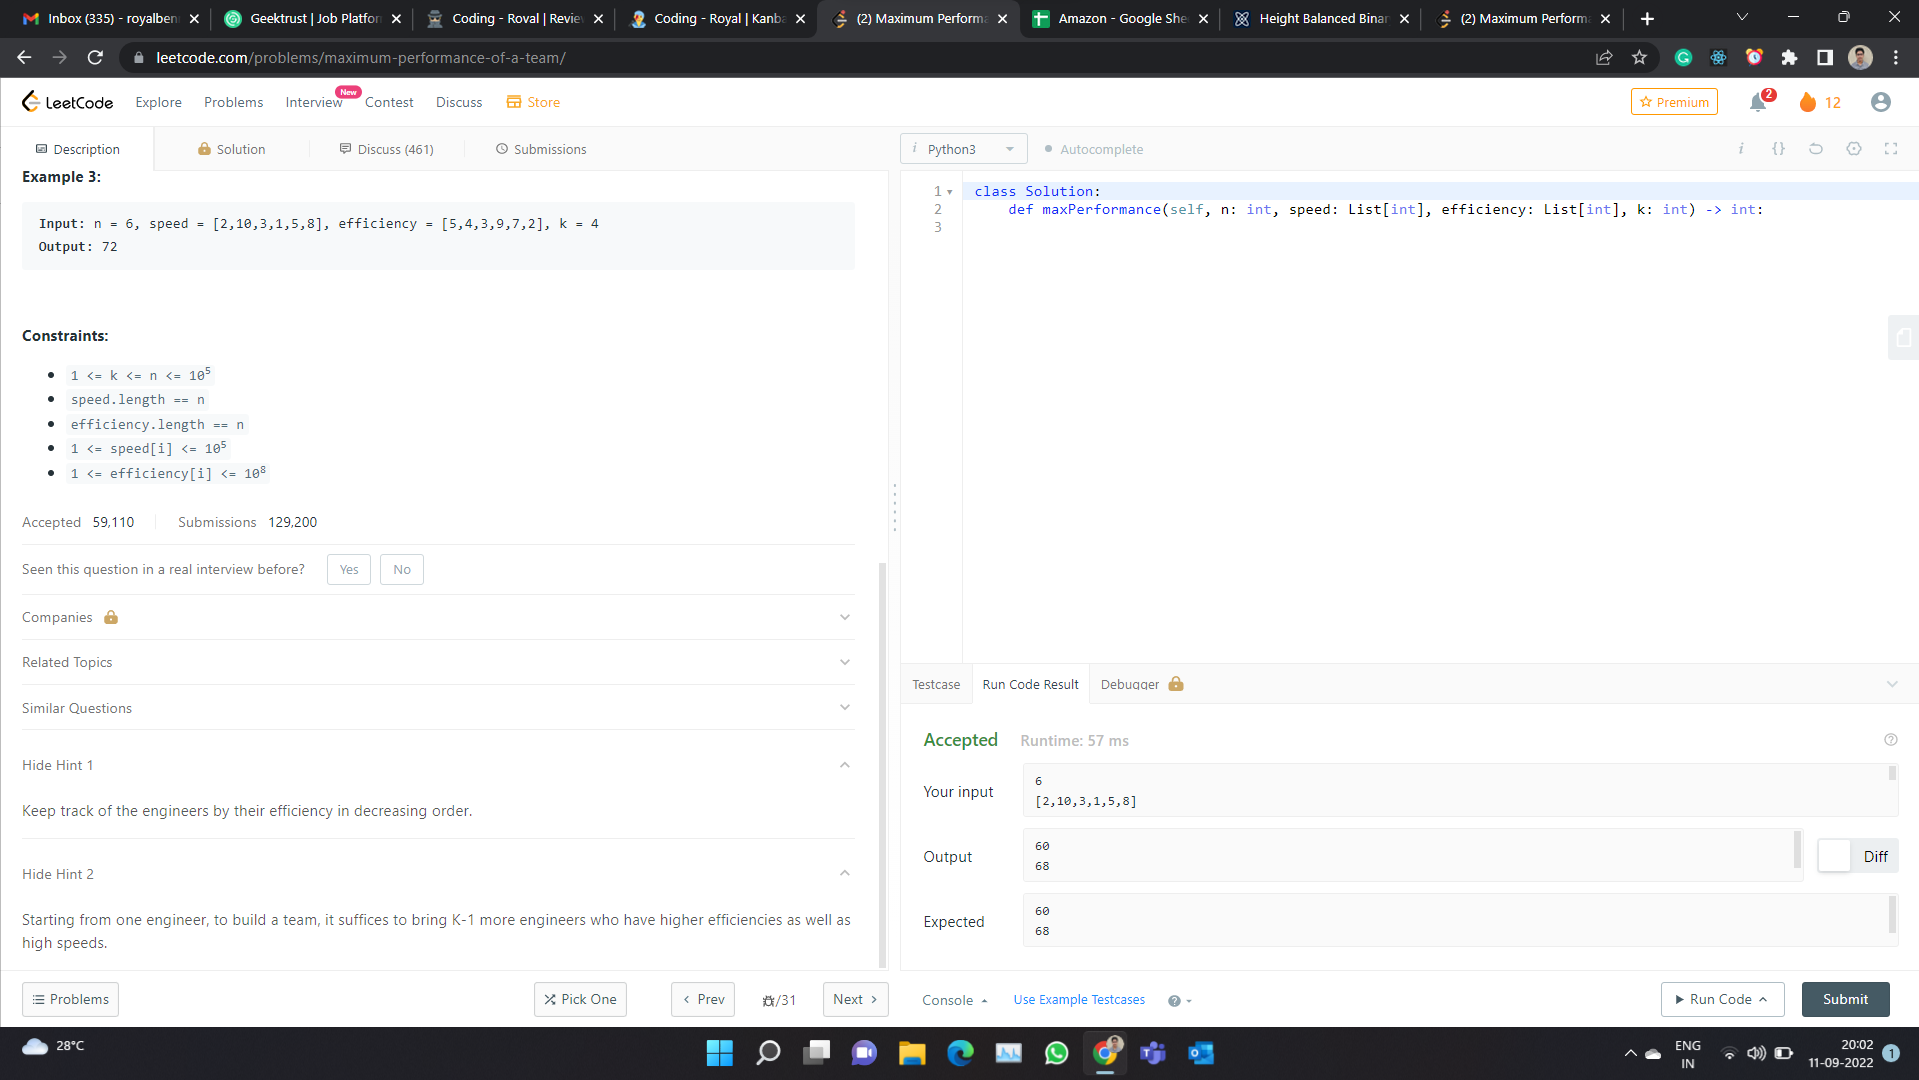 Inbox (335) - royalben
Geektrust | Job Platfor
Coding - Roval | Revie
Coding - Royal | Kanba
(2) Maximum Performa
Amazon - Google She
Height Balanced Binar
(2) Maximum Performa
leetcode.com/problems/maximum-performance-of-a-team/
LeetCode
Explore
Problems
Interview
New
Contest
Discuss
Store
Premium
2
12
Description
Solution
Discuss (461)
Submissions
i Python3
Autocomplete
i {}
Example 3:
Input: n = 6, speed = [2,10,3,1,5,8], efficiency = [5,4,3,9,7,2], k = 4
Output: 72
Constraints:
1 <= k <= n <= 10⁵
speed.length == n
efficiency.length == n
1 <= speed[i] <= 10⁵
1 <= efficiency[i] <= 10⁸
Accepted 59,110 Submissions 129,200
Seen this question in a real interview before? Yes No
Companies
Related Topics
Similar Questions
Hide Hint 1
Keep track of the engineers by their efficiency in decreasing order.
Hide Hint 2
Starting from one engineer, to build a team, it suffices to bring K-1 more engineers who have higher efficiencies as well as
high speeds.
Problems
Pick One
Prev
/31
Next
1 class Solution:
2 def maxPerformance(self, n: int, speed: List[int], efficiency: List[int], k: int) -> int:
3
Testcase
Run Code Result
Debugger
Accepted Runtime: 57 ms
Your input
6
[2,10,3,1,5,8]
Output
60
68
Diff
Expected
60
68
Console
Use Example Testcases
Run Code
Submit
28°C
ENG
IN
20:02
11-09-2022
1